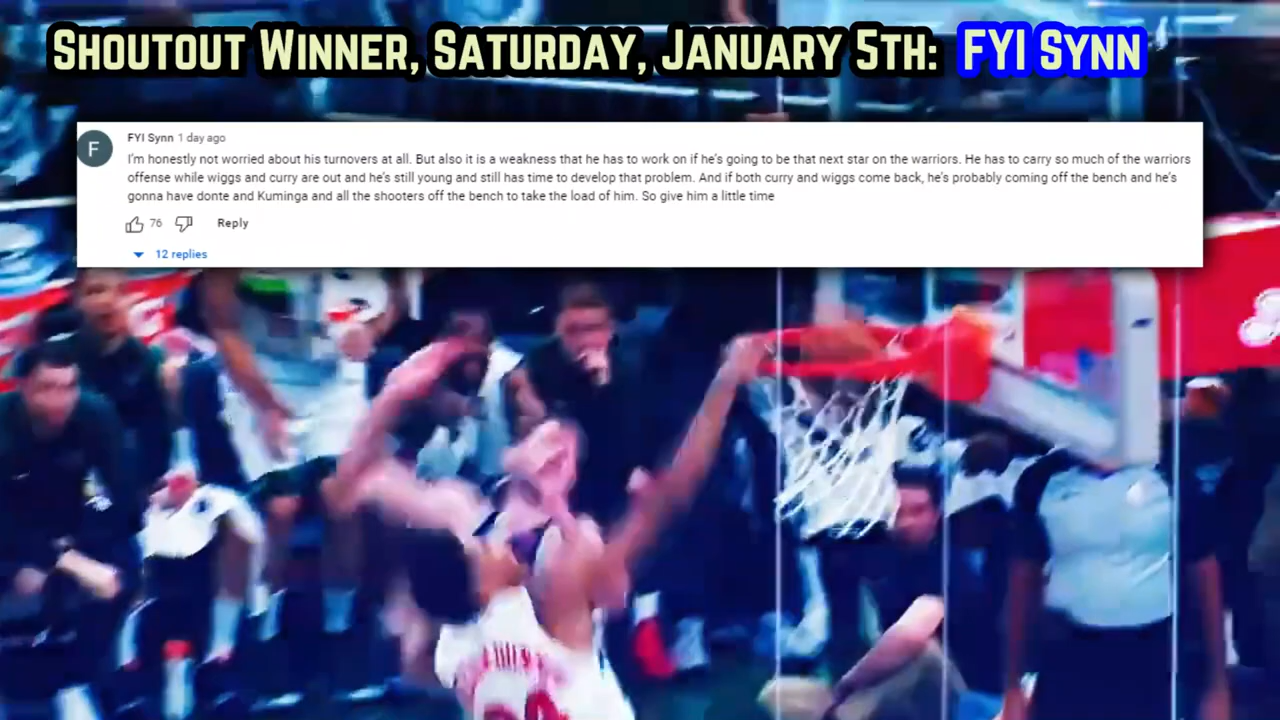 Shoutout Winner, Saturday, January 5th: FYI Synn
F
FYI Synn 1 day ago
I'm honestly not worried about his turnovers at all. But also it is a weakness that he has to work on if he's going to be that next star on the warriors. He has to carry so much of the warriors
offense while wiggs and curry are out and he's still young and still has time to develop that problem. And if both curry and wiggs come back, he's probably coming off the bench and he's
gonna have donte and Kuminga and all the shooters off the bench to take the load of him. So give him a little time
76 Reply
12 replies